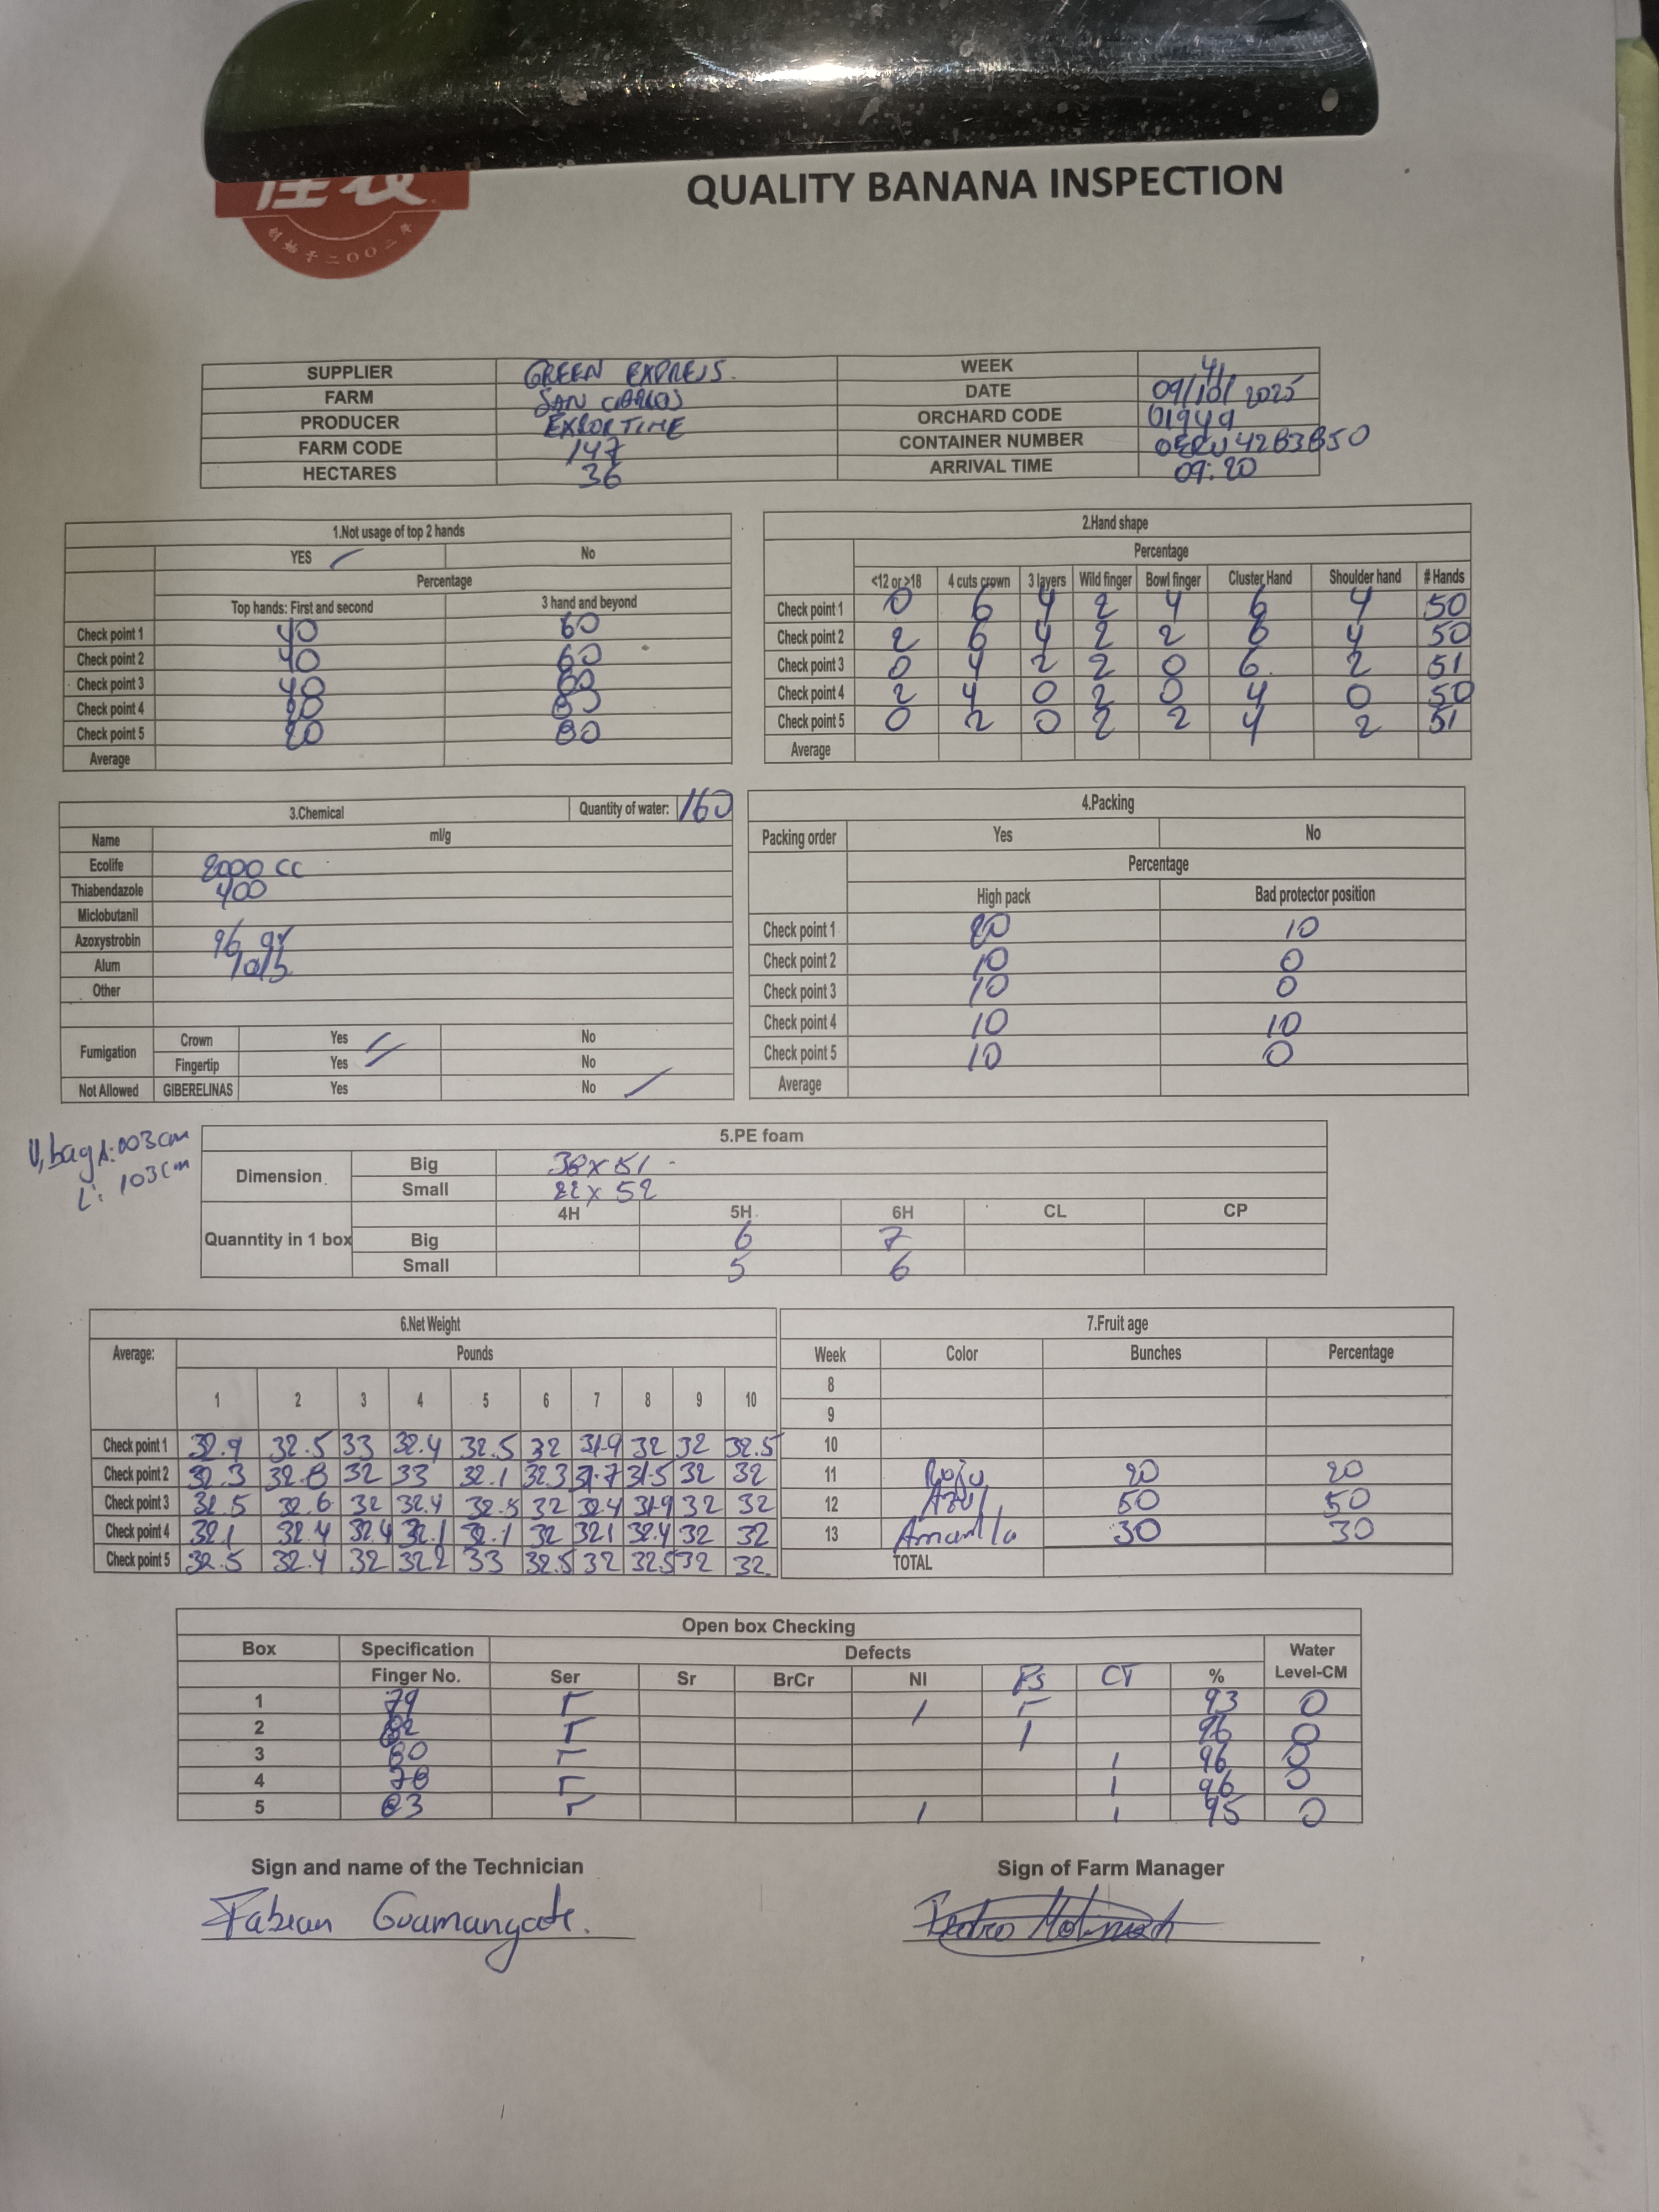 创始于二〇〇二年
QUALITY BANANA INSPECTION
SUPPLIER GREEN EXPRESS. WEEK 41
FARM SAN CARLOS DATE 09/10/2025
PRODUCER EXPORTIME ORCHARD CODE 01949
FARM CODE 147 CONTAINER NUMBER
HECTARES 36 ARRIVAL TIME 09:20
1.Not usage of top 2 hands
YES No
Percentage
Top hands: First and second 3 hand and beyond
Check point 1 40 60
Check point 2 40 60
Check point 3 40
Check point 4 20 80
Check point 5 20 80
Average
2.Hand shape
Percentage
<12 or >18 4 cuts crown 3 layers Wild finger Bowl finger Cluster Hand Shoulder hand # Hands
Check point 1 0 6 4 2 4 6 4 50
Check point 2 2 6 4 2 2 6 4 50
Check point 3 0 4 2 2 0 6. 2 51
Check point 4 2 4 0 2 0 4 0 50
Check point 5 0 2 0 2 2 4 2 51
Average
3.Chemical Quantity of water: 160
Name ml/g
Ecolife 2000 cc
Thiabendazole 400
Miclobutanil
Azoxystrobin 96 gr
Alum
Other
Fumigation Crown Yes No
Fingertip Yes No
Not Allowed GIBERELINAS Yes No
4.Packing
Packing order Yes No
Percentage
High pack Bad protector position
Check point 1 20 10
Check point 2 10 0
Check point 3 10 0
Check point 4 10 10
Check point 5 10 0
Average
U,bag A: 003cm
L: 103cm
5.PE foam
Dimension Big 38 x 51
Small 22 x 52
4H 5H 6H CL CP
Quanntity in 1 box Big 6 7
Small 5 6
6.Net Weight
Average: Pounds
1 2 3 4 5 6 7 8 9 10
Check point 1 32.9 32.5 33 32.4 32.5 32 31.9 32 32 32.5
Check point 2 32.3 32.8 32 33 32.1 32.3 31.7 31.5 32 32
Check point 3 32.5 32.6 32 32.4 32.5 32 32.4 31.9 32 32
Check point 4 32.1 32.4 32.4 32.1 32.1 32 32.1 32.4 32 32
Check point 5 32.5 32.4 32 32.2 33 32.5 32 32.5 32 32.
7.Fruit age
Week Color Bunches Percentage
8
9
10
11 Rojo 20 20
12 Azul 50 50
13 Amarillo 30 30
TOTAL
Open box Checking
Box Specification Defects Water
Finger No. Ser Sr BrCr NI Ps CT % Level-CM
1 79 93 0
2 82 96 0
3 80 96 0
4 78 96 0
5 83 95 0
Sign and name of the Technician Sign of Farm Manager
Fabian
Pedro